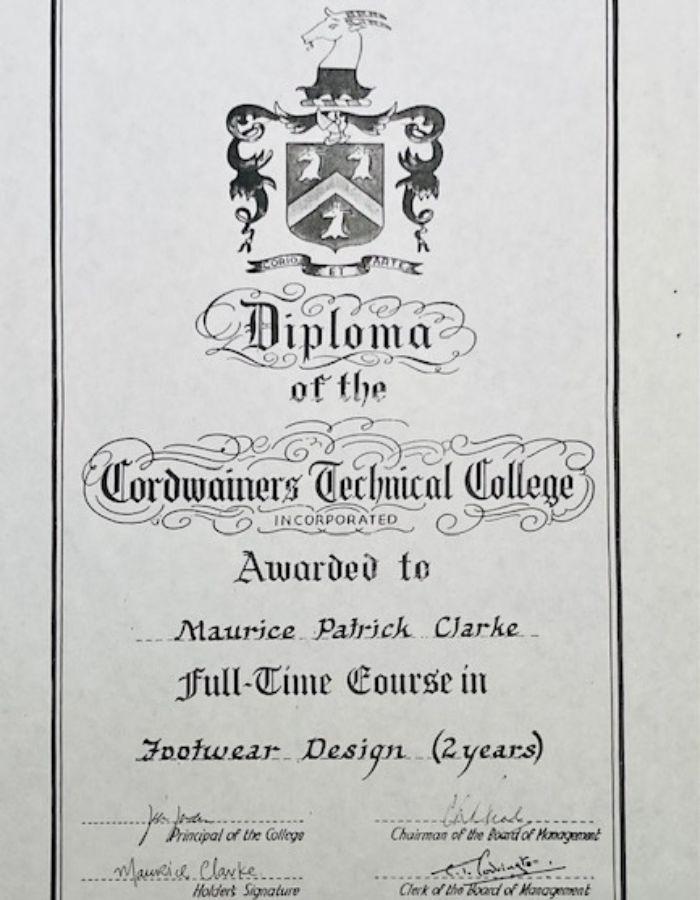 CORIO ET ARTE
Diploma
of the
Cordwainers Technical College
INCORPORATED
Awarded to
Maurice Patrick Clarke
Full-Time Course in
Footwear Design (2 years)
Principal of the College
Chairman of the Board of Management
Maurice Clarke
Holder's Signature
Clerk of the Board of Management